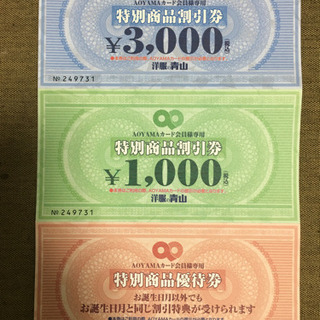 特別商品割引券
¥3,000(税込)
洋服の青山
№249731
AOYAMAカード会員様専用
特別商品割引券
¥1,000(税込)
洋服の青山
№249731
AOYAMAカード会員様専用
特別商品優待券
お誕生日月以外でも
お誕生日月と同じ割引特典が受けられます